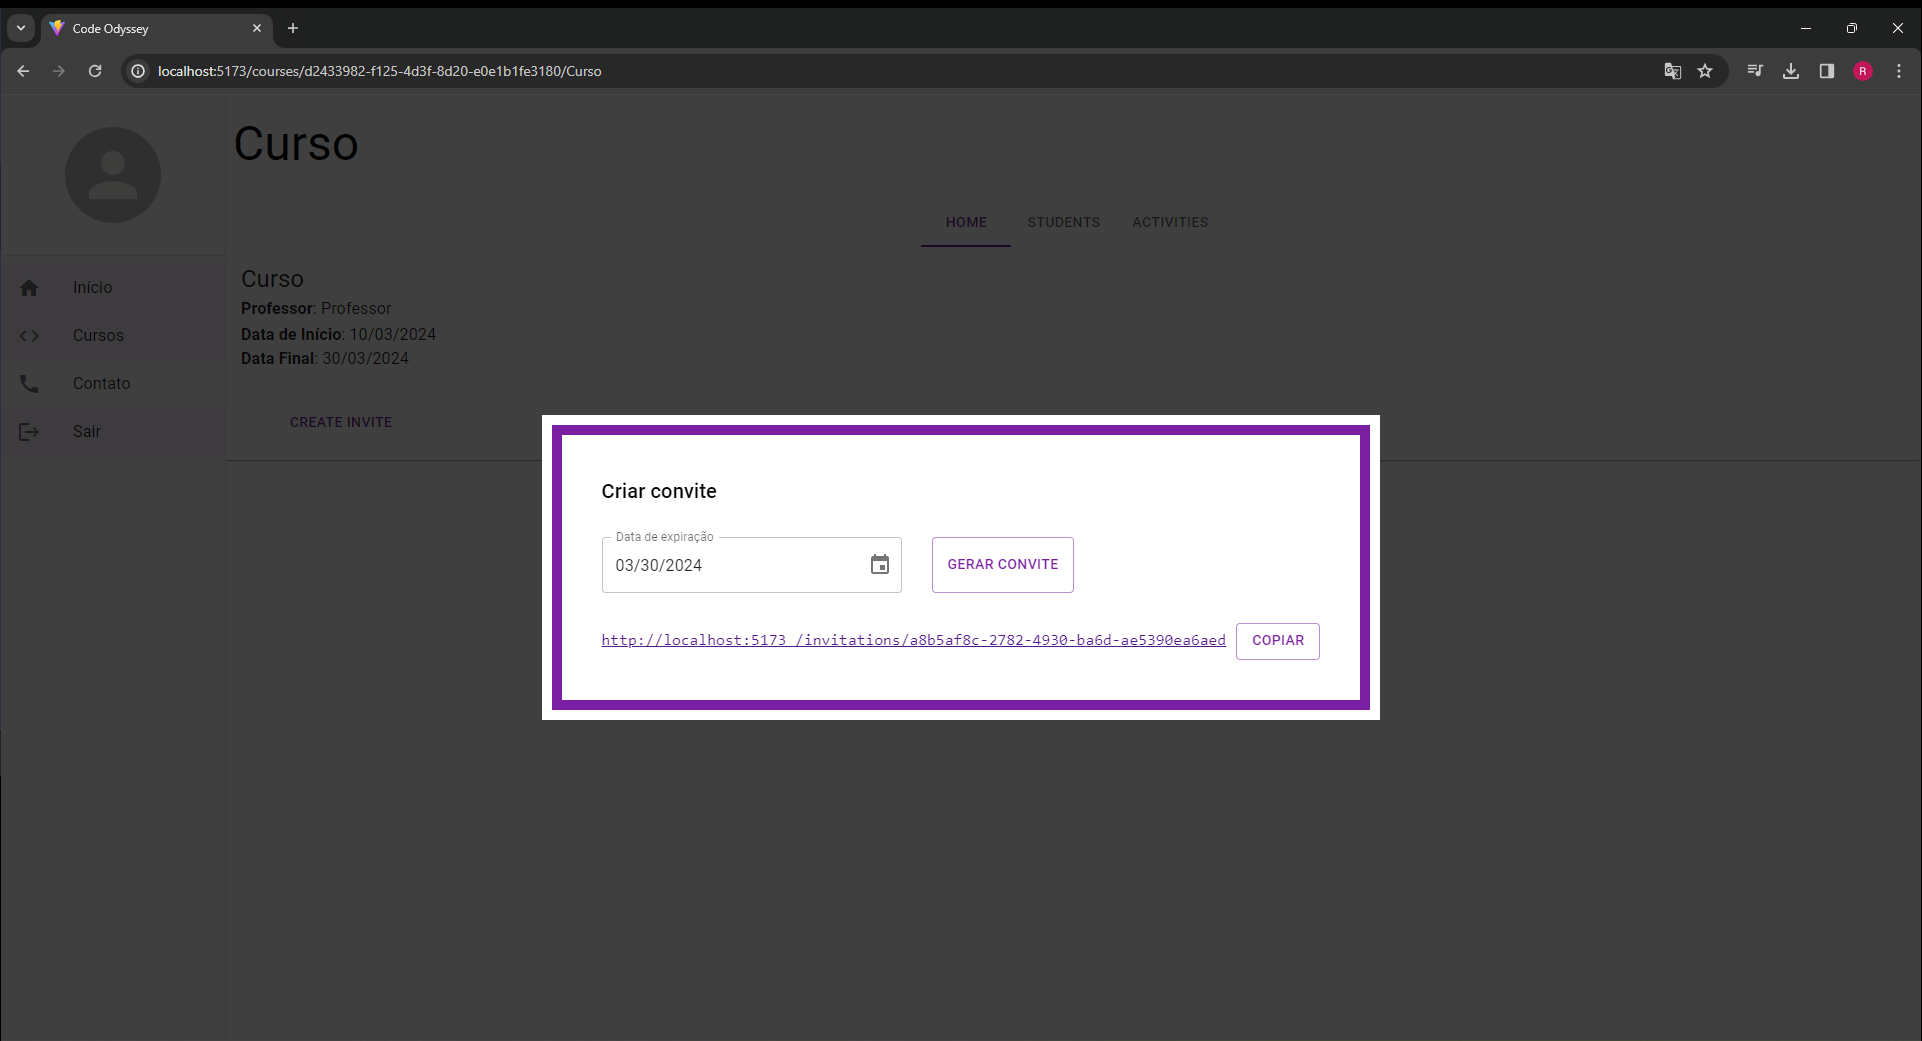 Code Odyssey
localhost:5173/courses/d2433982-f125-4d3f-8d20-e0e1b1fe3180/Curso
R
Curso
HOME STUDENTS ACTIVITIES
Início
Cursos
Contato
Sair
Curso
Professor: Professor
Data de Início: 10/03/2024
Data Final: 30/03/2024
CREATE INVITE
Criar convite
Data de expiração
03/30/2024
GERAR CONVITE
http://localhost:5173 /invitations/a8b5af8c-2782-4930-ba6d-ae5390ea6aed COPIAR